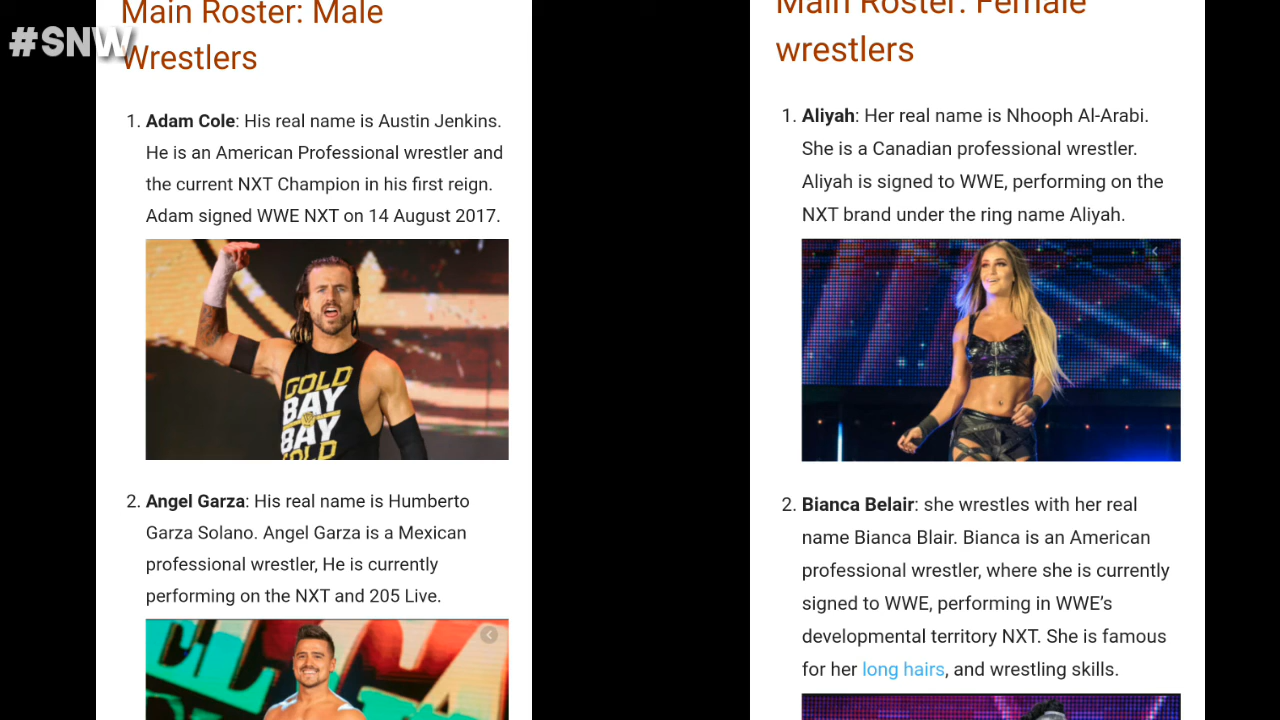 #SNW
Main Roster: Male
Wrestlers
1. Adam Cole: His real name is Austin Jenkins.
He is an American Professional wrestler and
the current NXT Champion in his first reign.
Adam signed WWE NXT on 14 August 2017.
GOLD
BAY
BAY
GOLD
2. Angel Garza: His real name is Humberto
Garza Solano. Angel Garza is a Mexican
professional wrestler, He is currently
performing on the NXT and 205 Live.
Main Roster: Female
wrestlers
1. Aliyah: Her real name is Nhooph Al-Arabi.
She is a Canadian professional wrestler.
Aliyah is signed to WWE, performing on the
NXT brand under the ring name Aliyah.
2. Bianca Belair: she wrestles with her real
name Bianca Blair. Bianca is an American
professional wrestler, where she is currently
signed to WWE, performing in WWE's
developmental territory NXT. She is famous
for her long hairs, and wrestling skills.